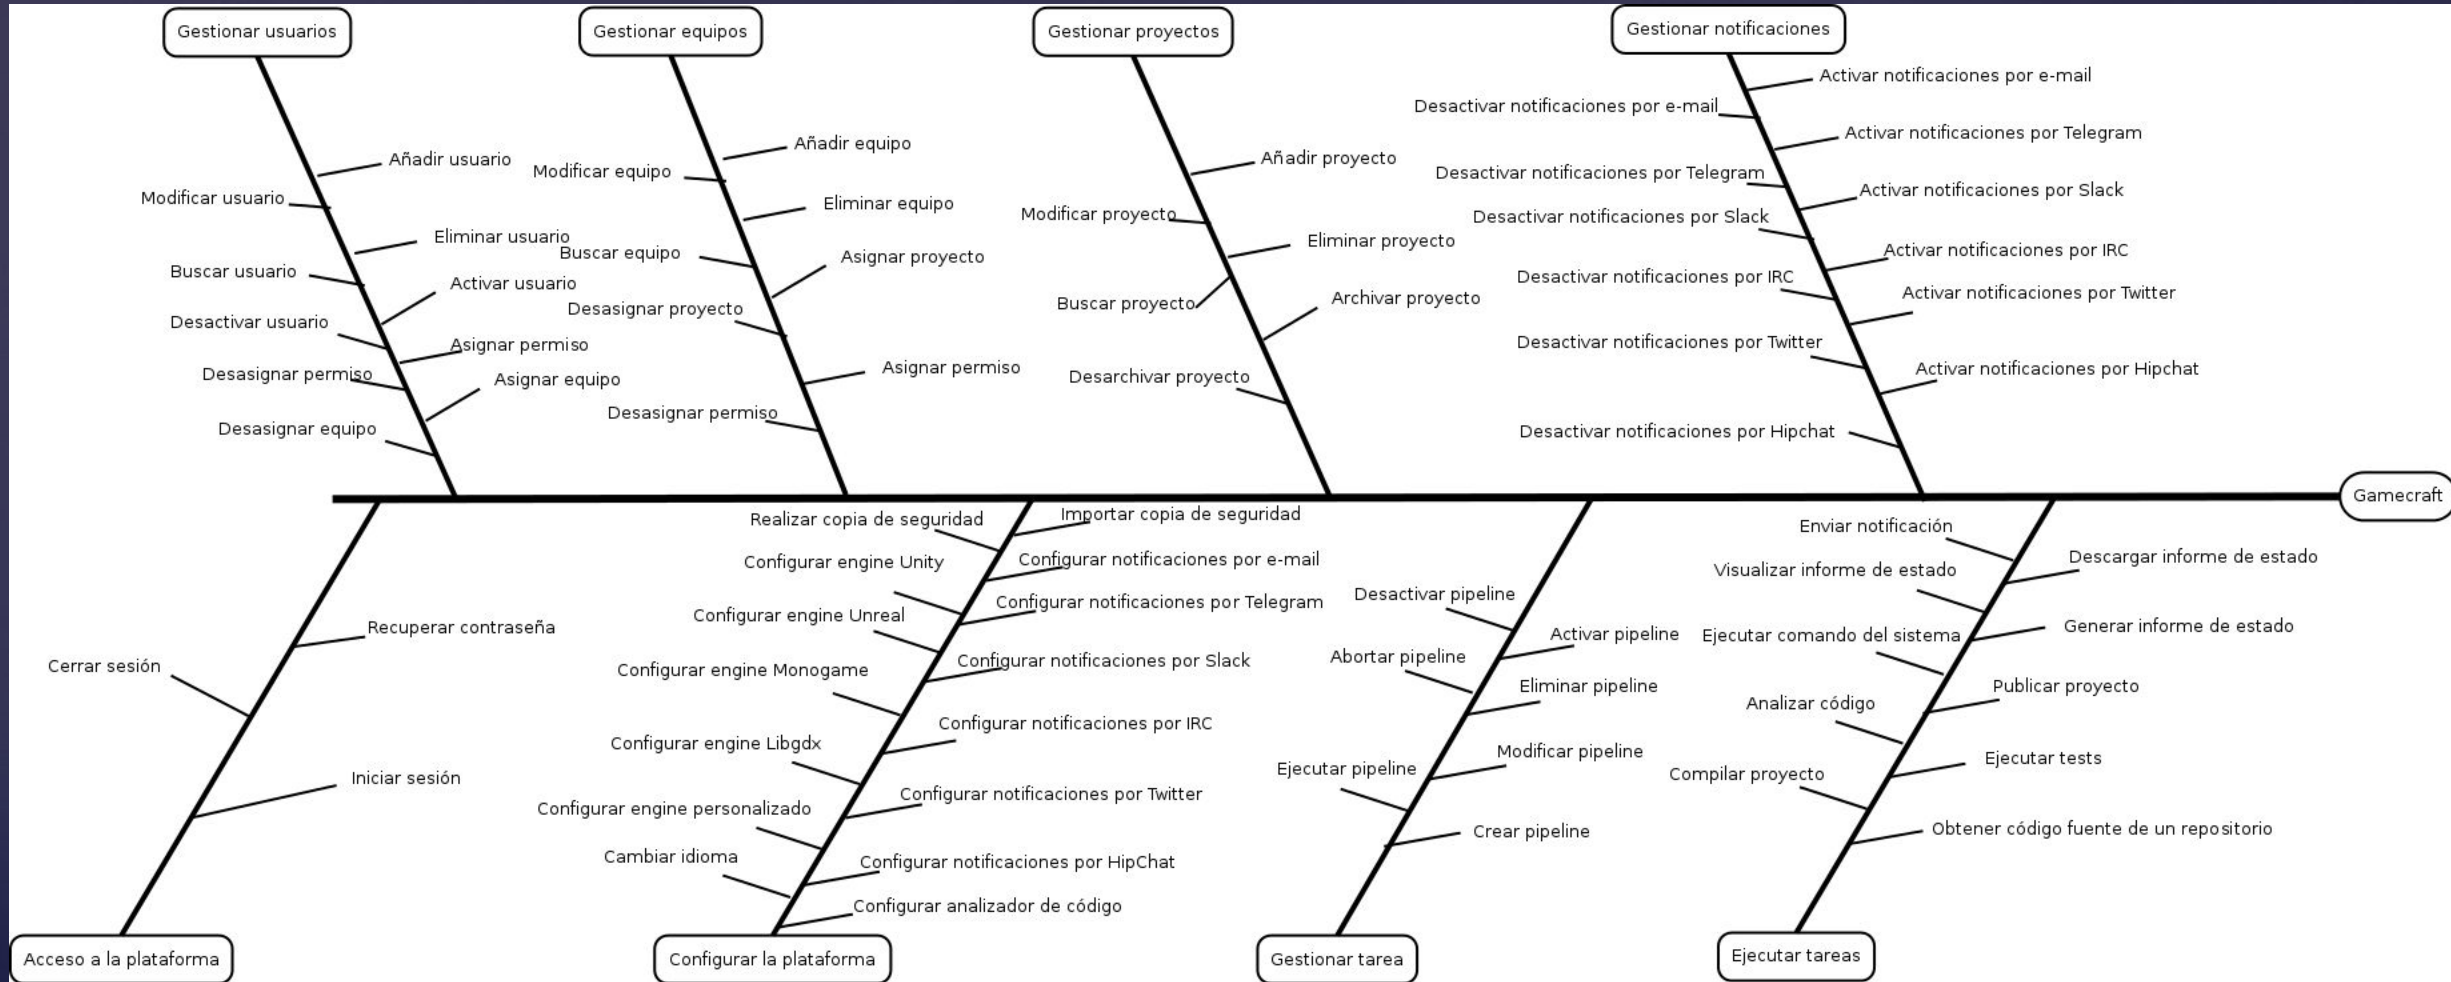 Gestionar usuarios
Añadir usuario
Modificar usuario
Eliminar usuario
Buscar usuario
Activar usuario
Desactivar usuario
Asignar permiso
Desasignar permiso
Asignar equipo
Desasignar equipo
Gestionar equipos
Añadir equipo
Modificar equipo
Eliminar equipo
Buscar equipo
Asignar proyecto
Desasignar proyecto
Asignar permiso
Desasignar permiso
Gestionar proyectos
Añadir proyecto
Modificar proyecto
Eliminar proyecto
Buscar proyecto
Archivar proyecto
Desarchivar proyecto
Gestionar notificaciones
Activar notificaciones por e-mail
Desactivar notificaciones por e-mail
Activar notificaciones por Telegram
Desactivar notificaciones por Telegram
Activar notificaciones por Slack
Desactivar notificaciones por Slack
Activar notificaciones por IRC
Desactivar notificaciones por IRC
Activar notificaciones por Twitter
Desactivar notificaciones por Twitter
Activar notificaciones por Hipchat
Desactivar notificaciones por Hipchat
Gamecraft
Recuperar contraseña
Cerrar sesión
Iniciar sesión
Acceso a la plataforma
Importar copia de seguridad
Realizar copia de seguridad
Configurar notificaciones por e-mail
Configurar engine Unity
Configurar notificaciones por Telegram
Configurar engine Unreal
Configurar notificaciones por Slack
Configurar engine Monogame
Configurar notificaciones por IRC
Configurar engine Libgdx
Configurar notificaciones por Twitter
Configurar engine personalizado
Cambiar idioma
Configurar notificaciones por HipChat
Configurar analizador de código
Configurar la plataforma
Desactivar pipeline
Activar pipeline
Abortar pipeline
Eliminar pipeline
Modificar pipeline
Ejecutar pipeline
Crear pipeline
Gestionar tarea
Enviar notificación
Descargar informe de estado
Visualizar informe de estado
Generar informe de estado
Ejecutar comando del sistema
Publicar proyecto
Analizar código
Ejecutar tests
Compilar proyecto
Obtener código fuente de un repositorio
Ejecutar tareas